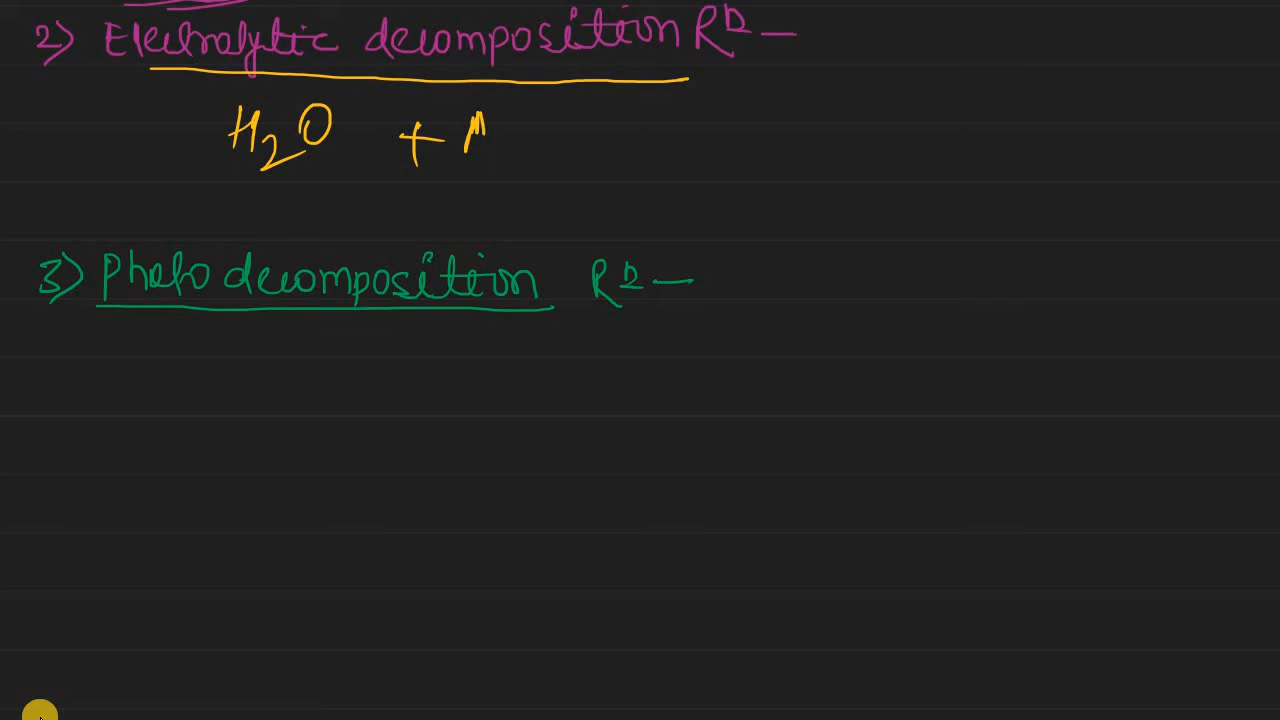 2) Electrolytic decomposition Rⁿ —
H₂O +
3) Photo decomposition Rⁿ —